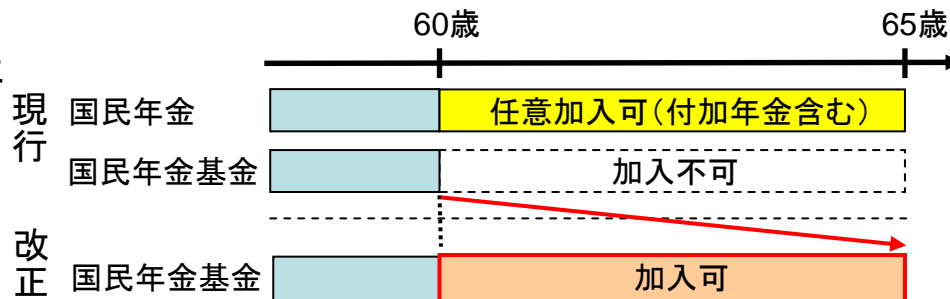 60歳 65歳
現行
国民年金 任意加入可(付加年金含む)
国民年金基金 加入不可
改正
国民年金基金 加入可